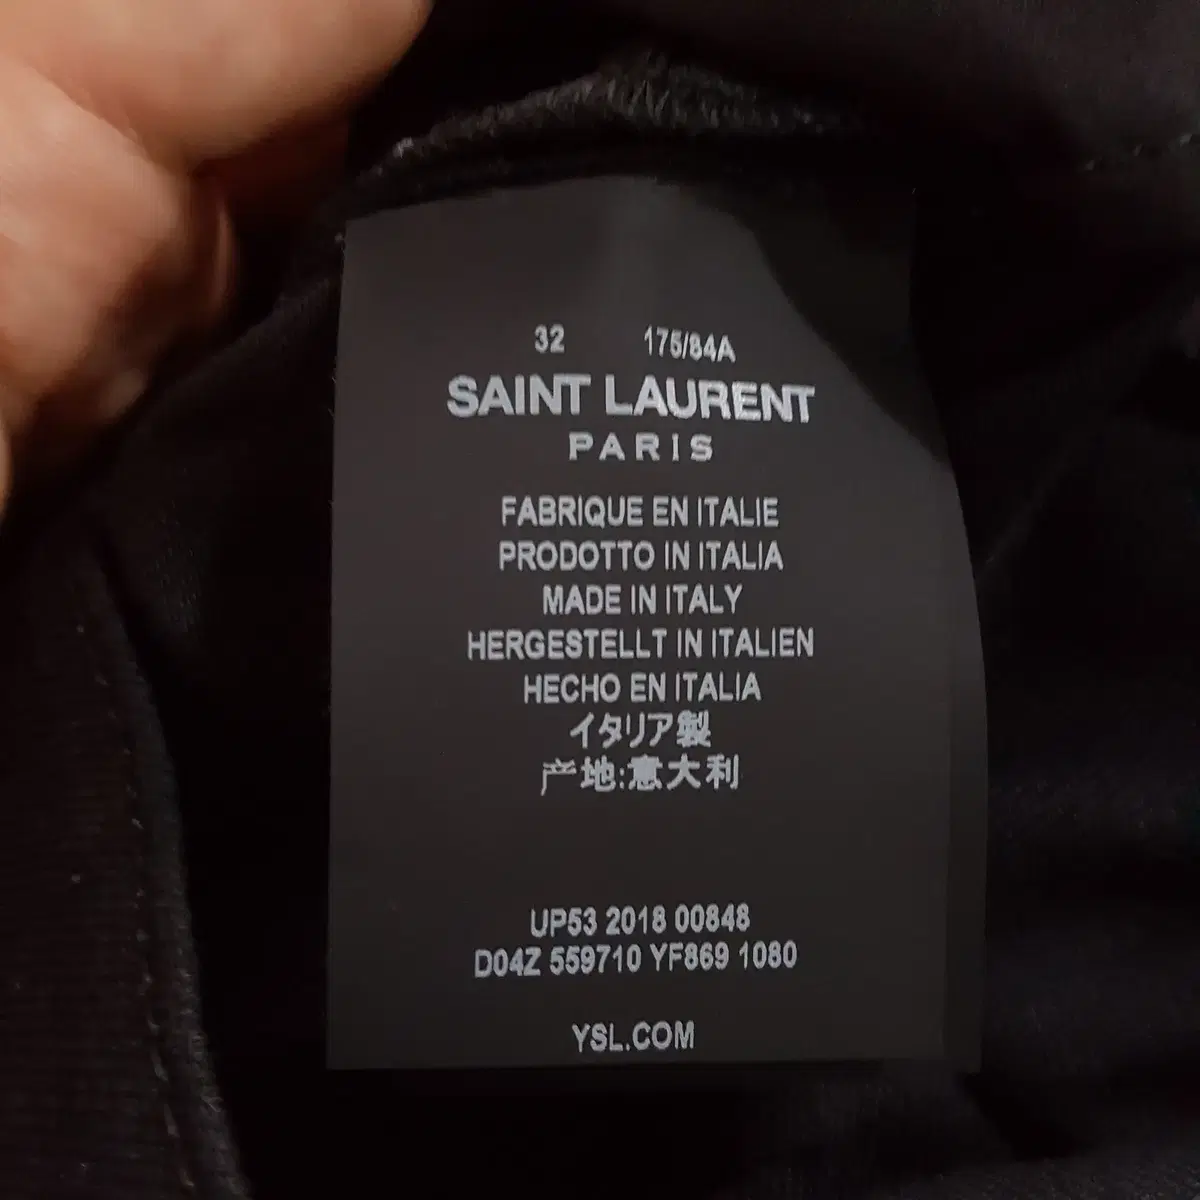 32 175/84A
SAINT LAURENT
PARIS
FABRIQUE EN ITALIE
PRODOTTO IN ITALIA
MADE IN ITALY
HERGESTELLT IN ITALIEN
HECHO EN ITALIA
イタリア製
产地:意大利
UP53 2018 00848
D04Z 559710 YF869 1080
YSL.COM